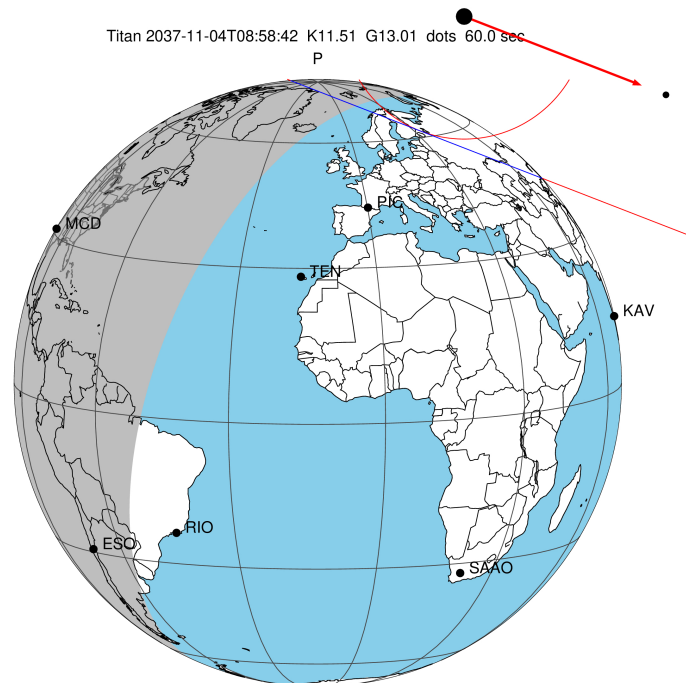 Titan 2037-11-04T08:58:42 K11.51 G13.01 dots 60.0 sec
P
MCD
PIC
TEN
KAV
ESO
RIO
SAAO